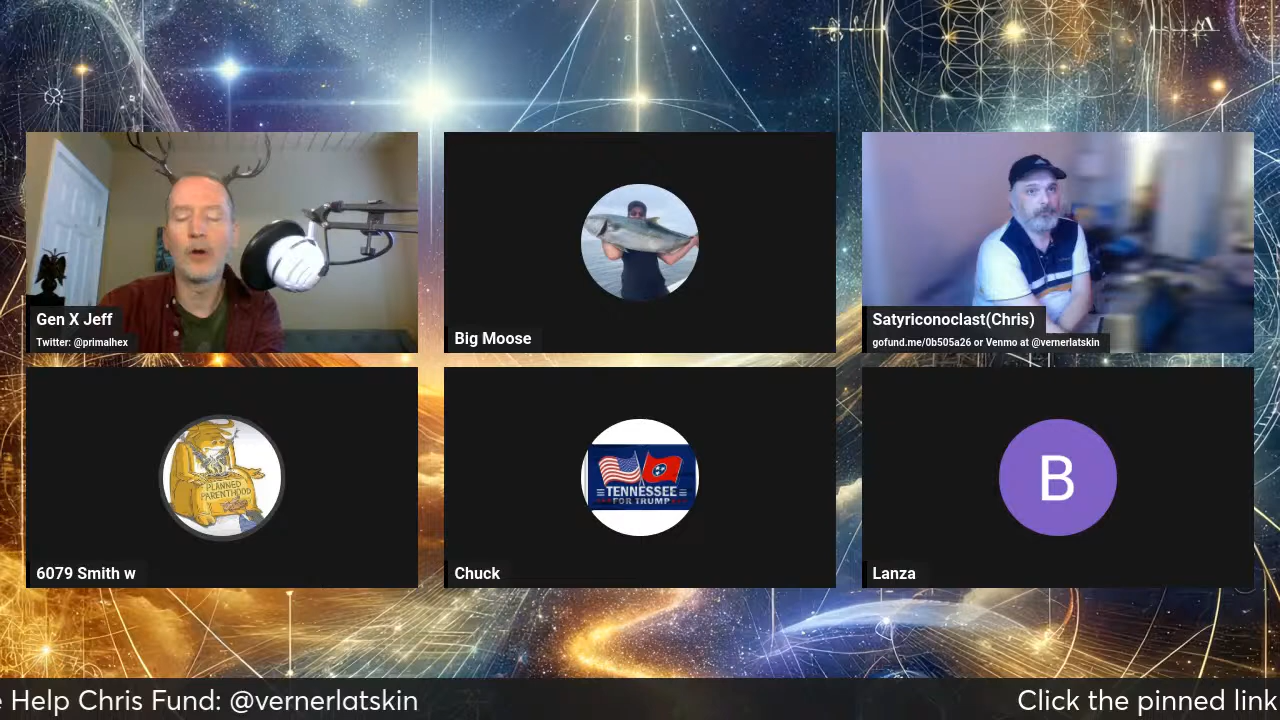 Gen X Jeff
Twitter: @primalhex
Big Moose
Satyriconoclast(Chris)
gofund.me/0b505a26 or Venmo at @vernerlatskin
PLANNED
PARENTHOOD
6079 Smith w
TENNESSEE
FOR TRUMP
Chuck
B
Lanza
e Help Chris Fund: @vernerlatskin
Click the pinned link